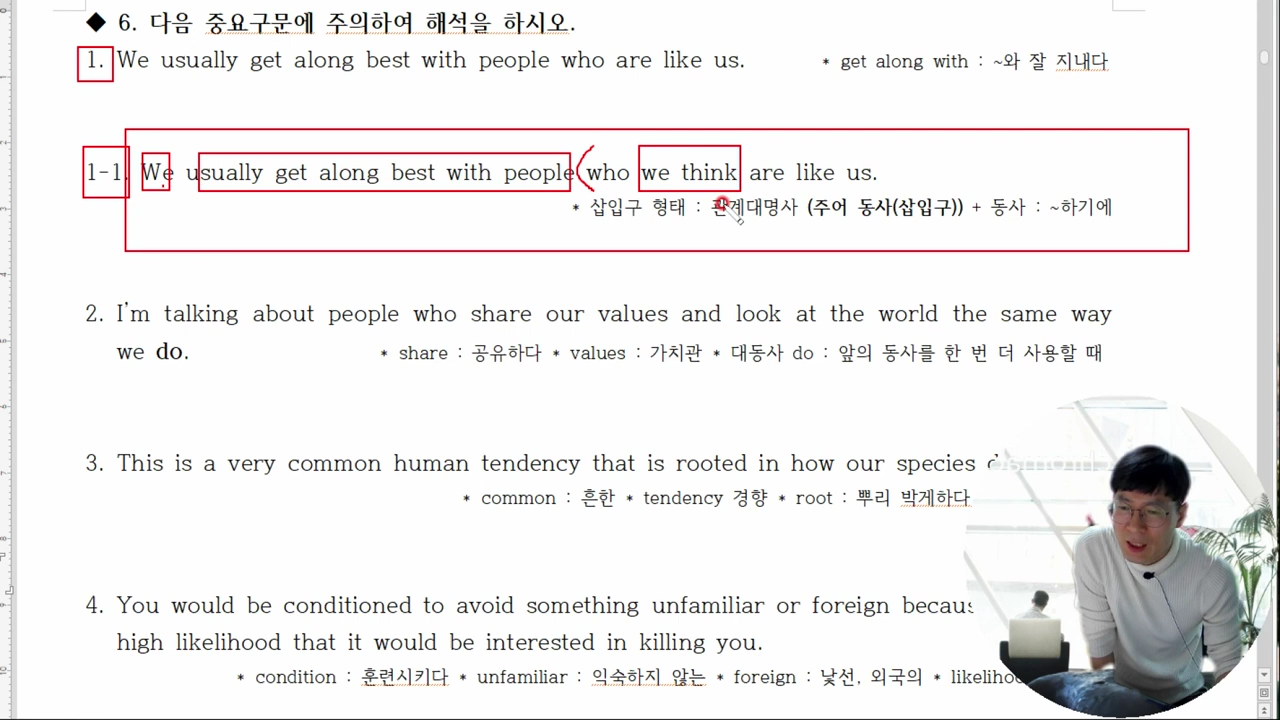 ◆ 6. 다음 중요구문에 주의하여 해석을 하시오.
1. We usually get along best with people who are like us. * get along with : ~와 잘 지내다
1-1. We usually get along best with people who we think are like us.
* 삽입구 형태 : 관계대명사 (주어 동사(삽입구)) + 동사 : ~하기에
2. I'm talking about people who share our values and look at the world the same way
we do. * share : 공유하다 * values : 가치관 * 대동사 do : 앞의 동사를 한 번 더 사용할 때
3. This is a very common human tendency that is rooted in how our species
* common : 흔한 * tendency 경향 * root : 뿌리 박게하다
4. You would be conditioned to avoid something unfamiliar or foreign
high likelihood that it would be interested in killing you.
* condition : 훈련시키다 * unfamiliar : 익숙하지 않는 * foreign : 낯선, 외국의 *